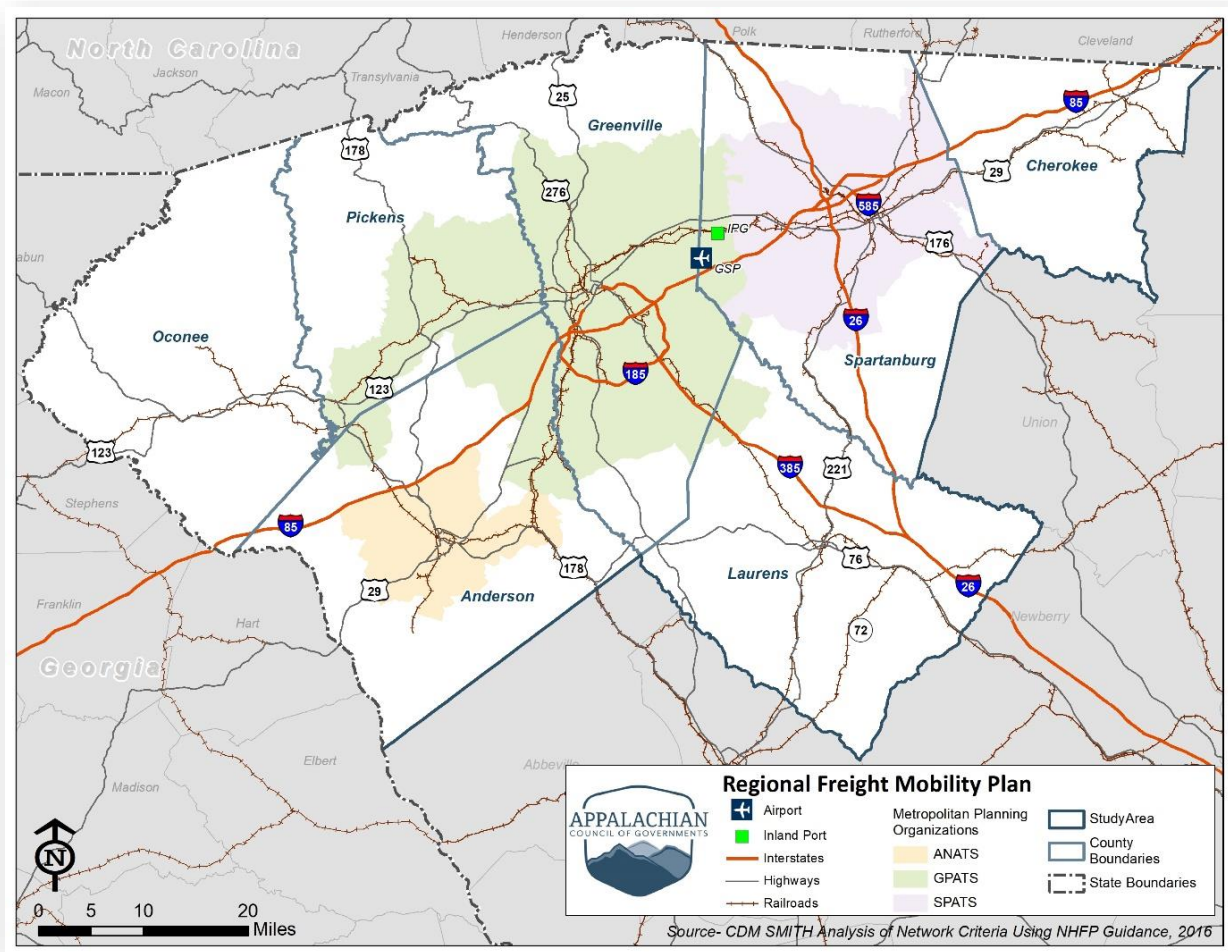 North Carolina
Henderson
Polk
Rutherford
Cleveland
Jackson
Transylvania
Macon
25
Greenville
85
178
29
Cherokee
276
Pickens
585
IPG
176
GSP
abun
26
Oconee
Spartanburg
185
123
Union
123
385
221
Stephens
85
76
178
Laurens
29
Anderson
26
Franklin
Newberry
Hart
72
Georgia
Elbert
Abbeville
Madison
Regional Freight Mobility Plan
APPALACHIAN
COUNCIL OF GOVERNMENTS
Airport
Inland Port
Interstates
Highways
Railroads
Metropolitan Planning
Organizations
ANATS
GPATS
SPATS
StudyArea
County
Boundaries
State Boundaries
N
0 5 10 20
Miles
Source- CDM SMITH Analysis of Network Criteria Using NHFP Guidance, 2016